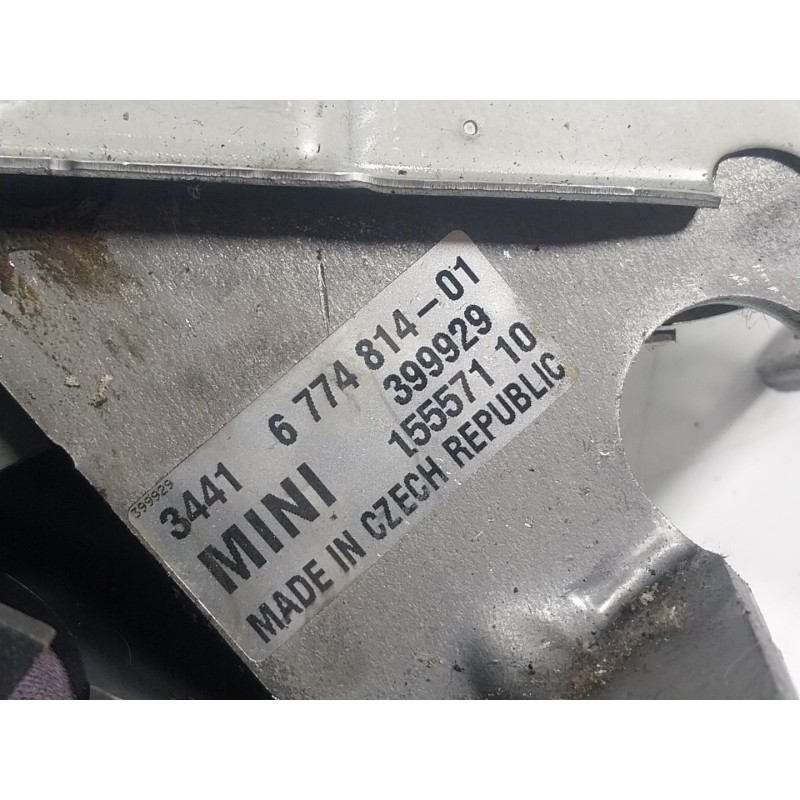 3441 6 774 814-01
399929
MINI 155571 10
MADE IN CZECH REPUBLIC
399929